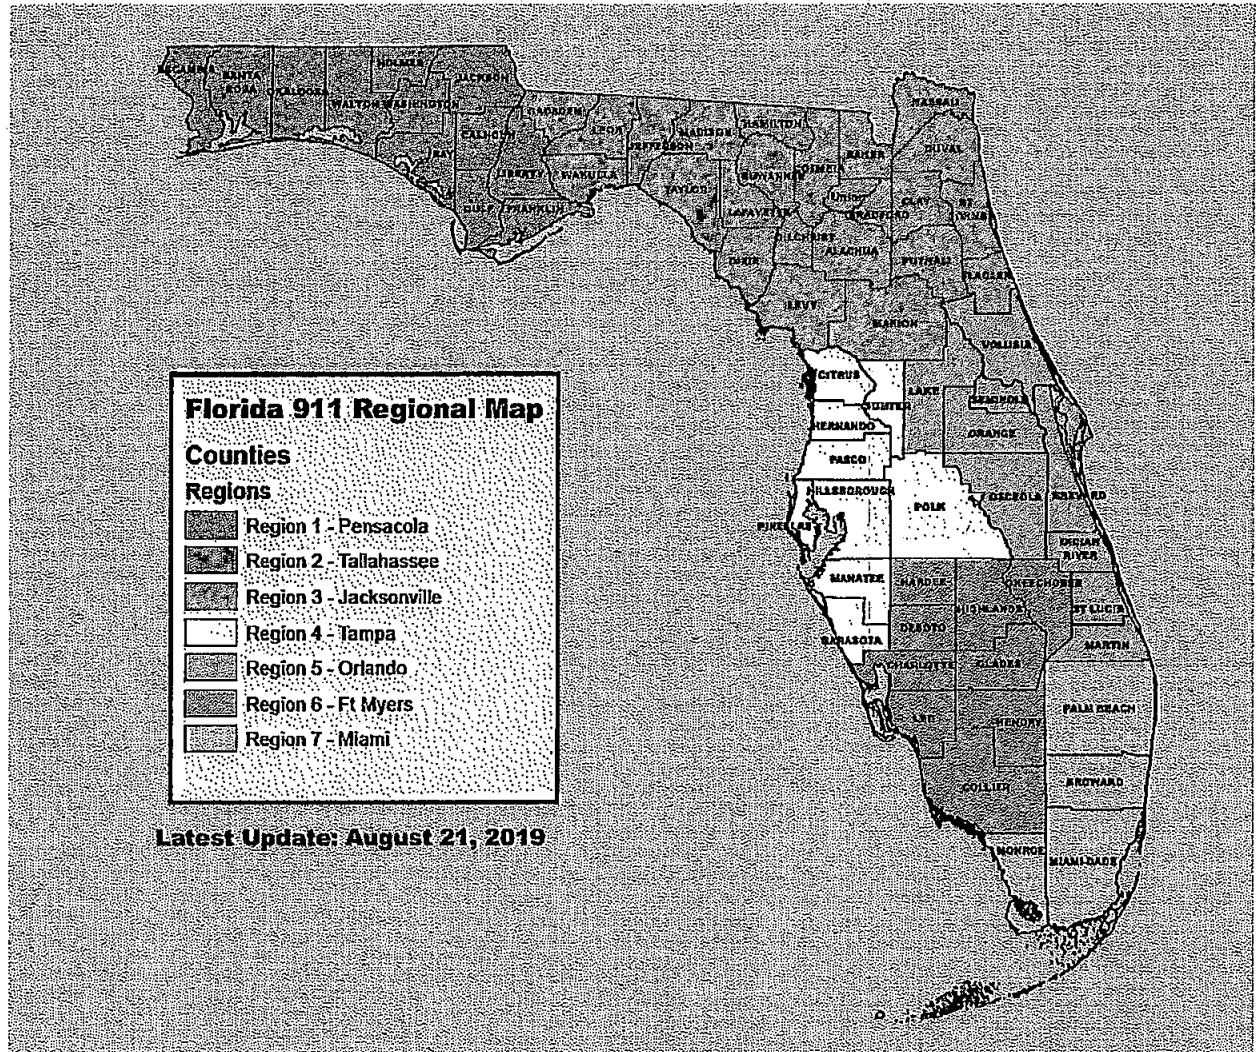 ESCAMBIA
SANTA ROSA
OKALOOSA
WALTON
HOLMES
WASHINGTON
JACKSON
BAY
CALHOUN
GULF
LIBERTY
FRANKLIN
GADSDEN
LEON
WAKULLA
JEFFERSON
MADISON
TAYLOR
HAMILTON
SUWANNEE
LAFAYETTE
DIXIE
COLUMBIA
GILCHRIST
LEVY
BAKER
Union
BRADFORD
ALACHUA
MARION
NASSAU
DUVAL
CLAY
ST JOHNS
PUTNAM
FLAGLER
VOLUSIA
CITRUS
SUMTER
LAKE
SEMINOLE
HERNANDO
ORANGE
PASCO
HILLSBOROUGH
PINELLAS
POLK
OSCEOLA
BREVARD
INDIAN RIVER
MANATEE
HARDEE
OKEECHOBEE
HIGHLANDS
ST LUCIE
SARASOTA
DESOTO
MARTIN
CHARLOTTE
GLADES
LEE
HENDRY
PALM BEACH
COLLIER
BROWARD
MONROE
MIAMI-DADE
Florida 911 Regional Map
Counties
Regions
Region 1 - Pensacola
Region 2 - Tallahassee
Region 3 - Jacksonville
Region 4 - Tampa
Region 5 - Orlando
Region 6 - Ft Myers
Region 7 - Miami
Latest Update: August 21, 2019